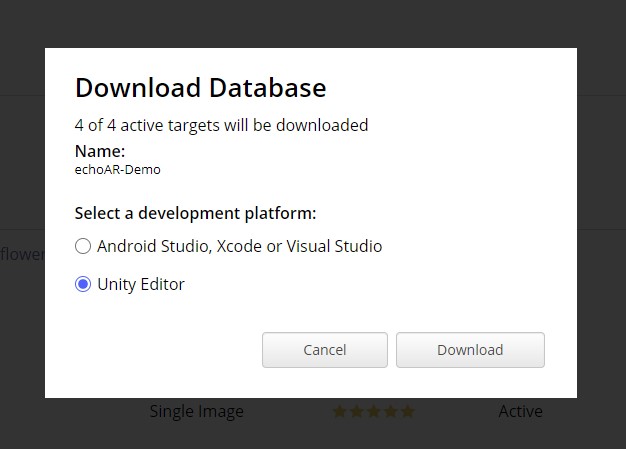 Download Database
4 of 4 active targets will be downloaded
Name:
echoAR-Demo
Select a development platform:
Android Studio, Xcode or Visual Studio
flower
Unity Editor
Cancel Download
Single Image Active